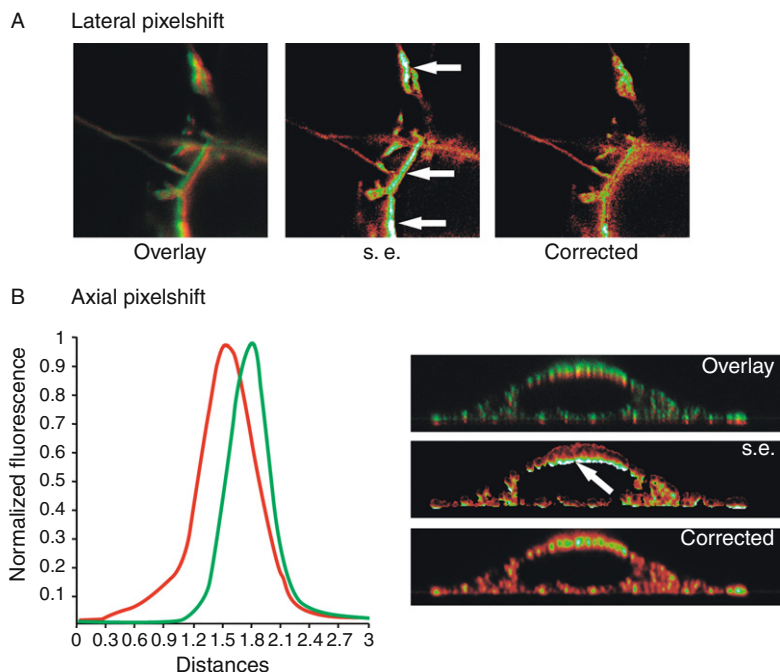 A Lateral pixelshift
Overlay s. e. Corrected
B Axial pixelshift
Normalized fluorescence
1
0.9
0.8
0.7
0.6
0.5
0.4
0.3
0.2
0.1
0 0.3 0.6 0.9 1.2 1.5 1.8 2.1 2.4 2.7 3
Distances
Overlay
s.e.
Corrected